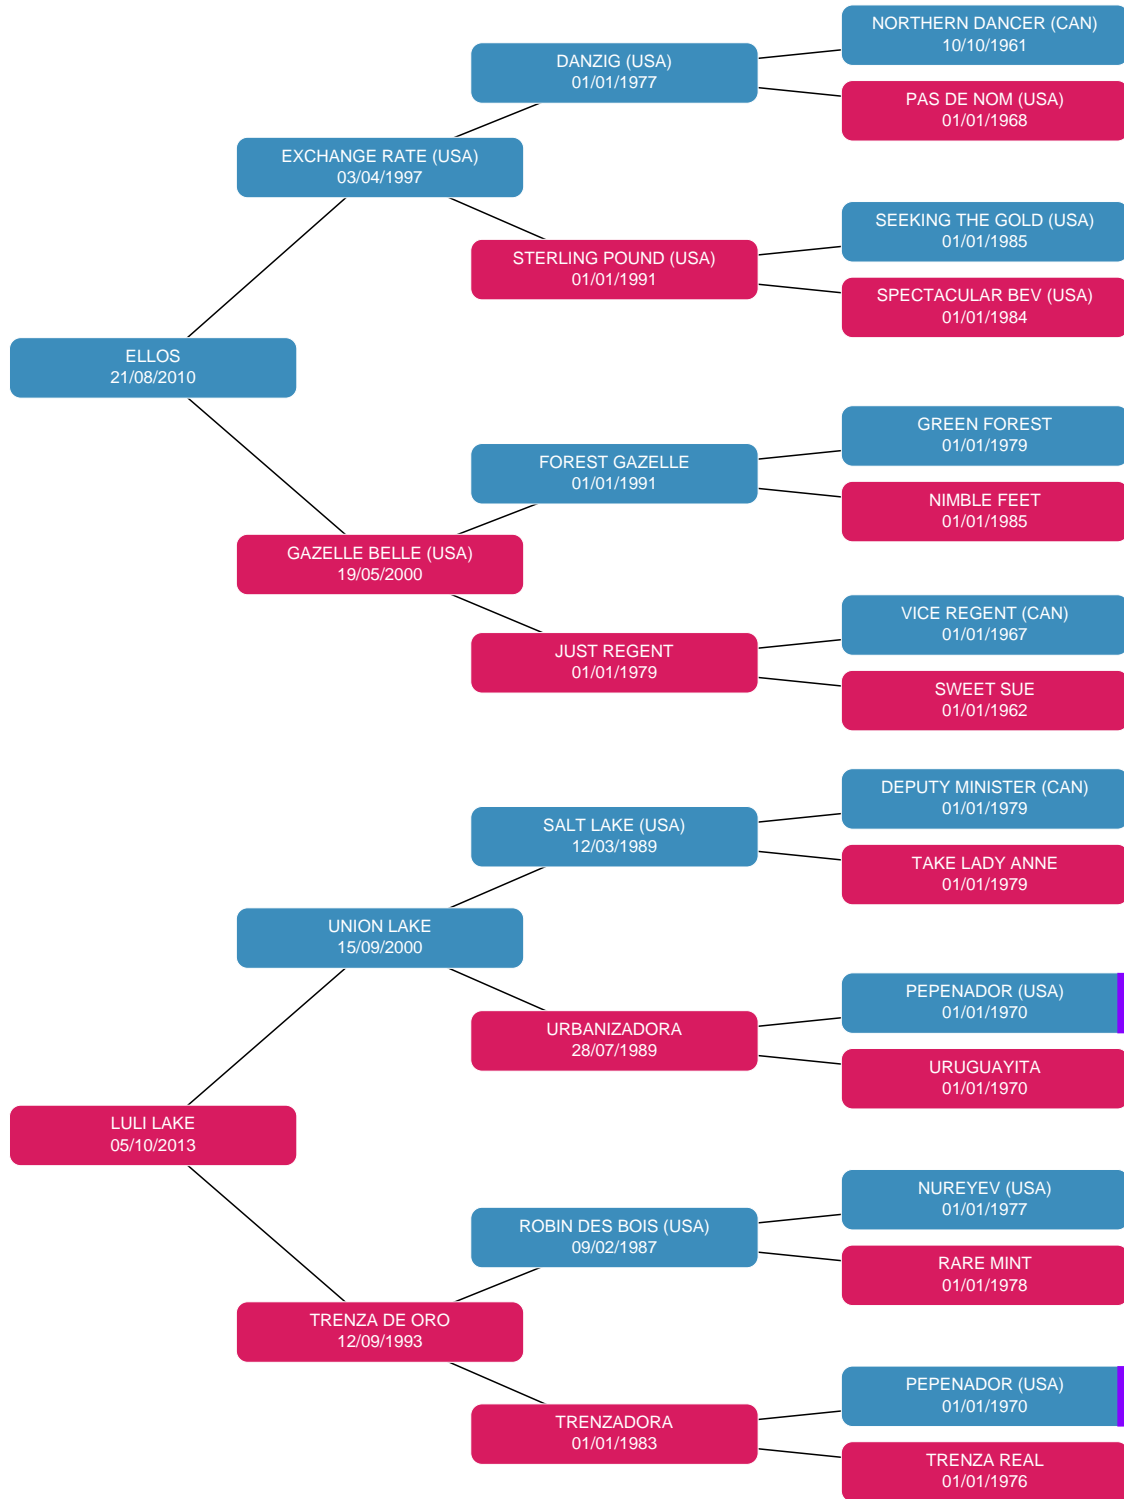 NORTHERN DANCER (CAN)
10/10/1961
DANZIG (USA)
01/01/1977
PAS DE NOM (USA)
01/01/1968
EXCHANGE RATE (USA)
03/04/1997
SEEKING THE GOLD (USA)
01/01/1985
STERLING POUND (USA)
01/01/1991
SPECTACULAR BEV (USA)
01/01/1984
ELLOS
21/08/2010
GREEN FOREST
01/01/1979
FOREST GAZELLE
01/01/1991
NIMBLE FEET
01/01/1985
GAZELLE BELLE (USA)
19/05/2000
VICE REGENT (CAN)
01/01/1967
JUST REGENT
01/01/1979
SWEET SUE
01/01/1962
DEPUTY MINISTER (CAN)
01/01/1979
SALT LAKE (USA)
12/03/1989
TAKE LADY ANNE
01/01/1979
UNION LAKE
15/09/2000
PEPENADOR (USA)
01/01/1970
URBANIZADORA
28/07/1989
URUGUAYITA
01/01/1970
LULI LAKE
05/10/2013
NUREYEV (USA)
01/01/1977
ROBIN DES BOIS (USA)
09/02/1987
RARE MINT
01/01/1978
TRENZA DE ORO
12/09/1993
PEPENADOR (USA)
01/01/1970
TRENZADORA
01/01/1983
TRENZA REAL
01/01/1976